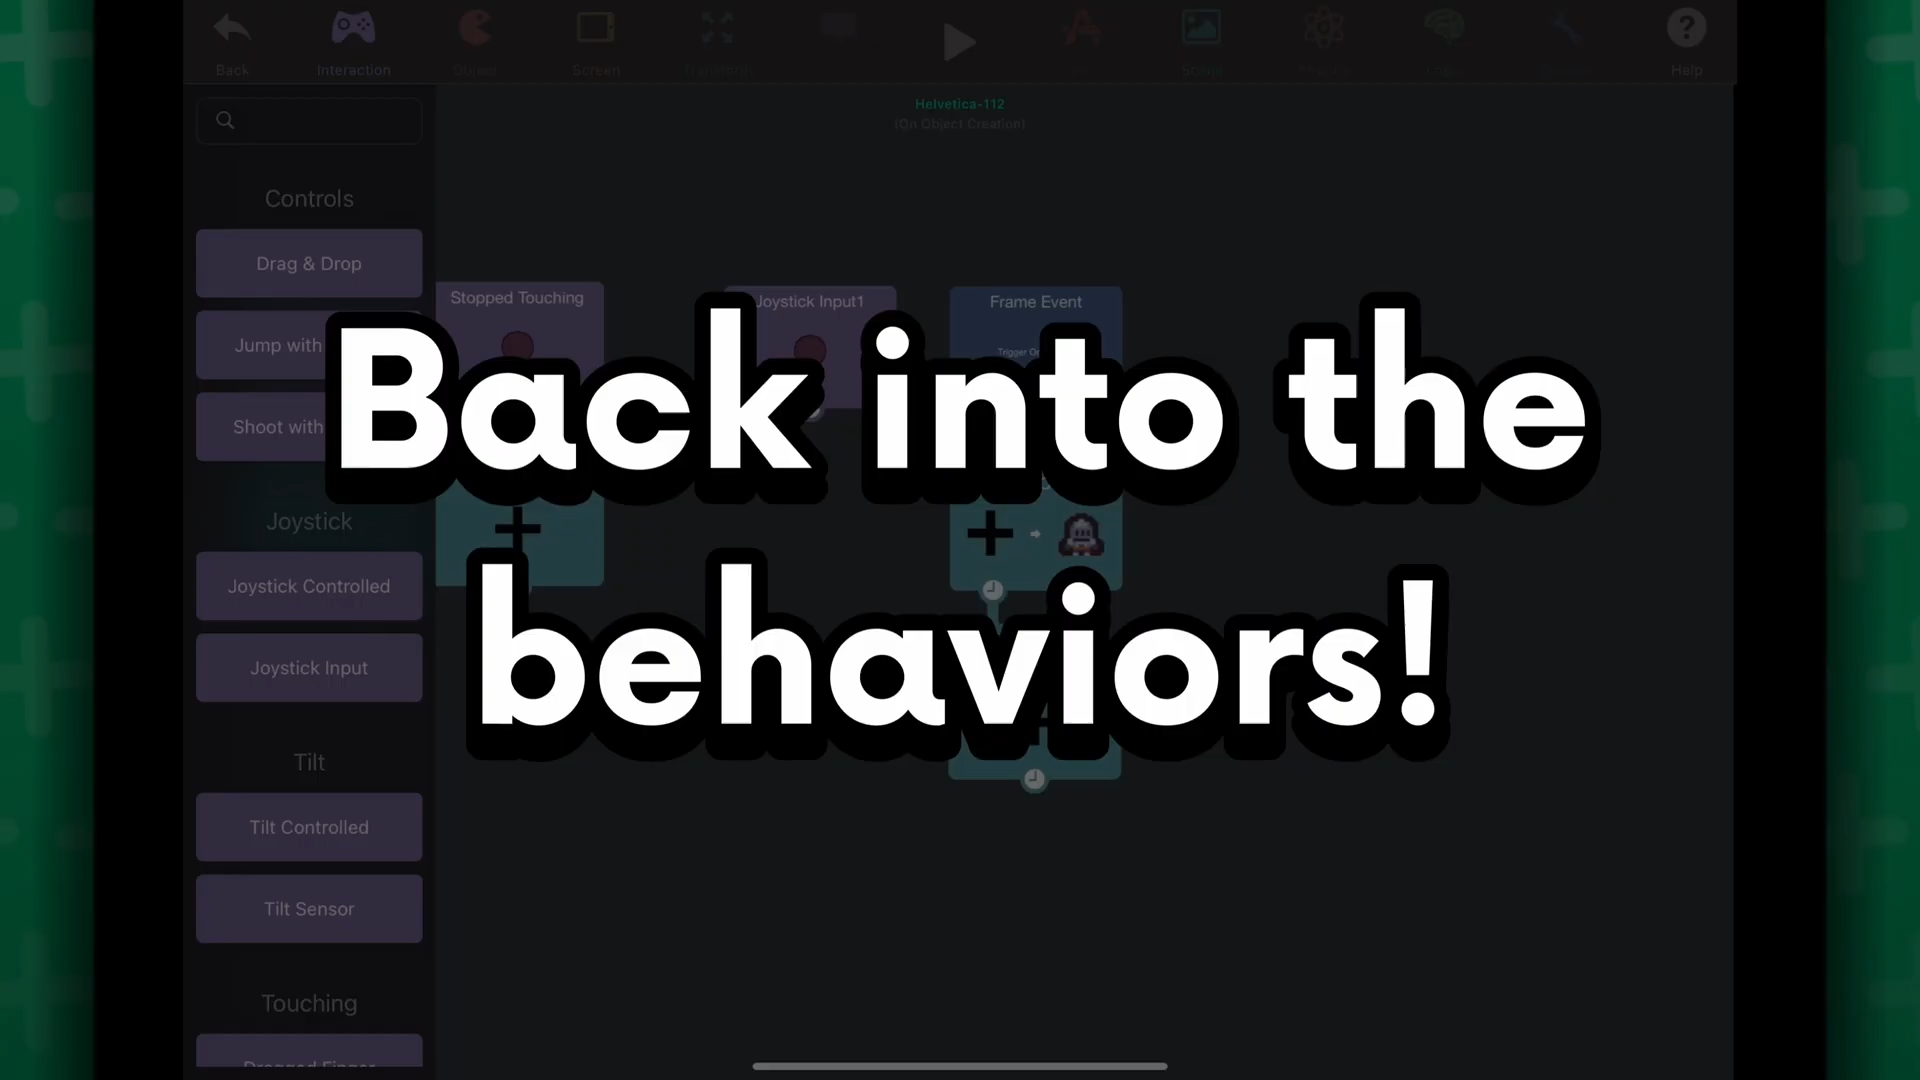 Back
Interaction
Screen
Help
Helvetica-112
(On Object Creation)
Controls
Drag & Drop
Jump with
Shoot with
Joystick
Joystick Controlled
Joystick Input
Tilt
Tilt Controlled
Tilt Sensor
Touching
Stopped Touching
Joystick Input1
Frame Event
Back into the
behaviors!